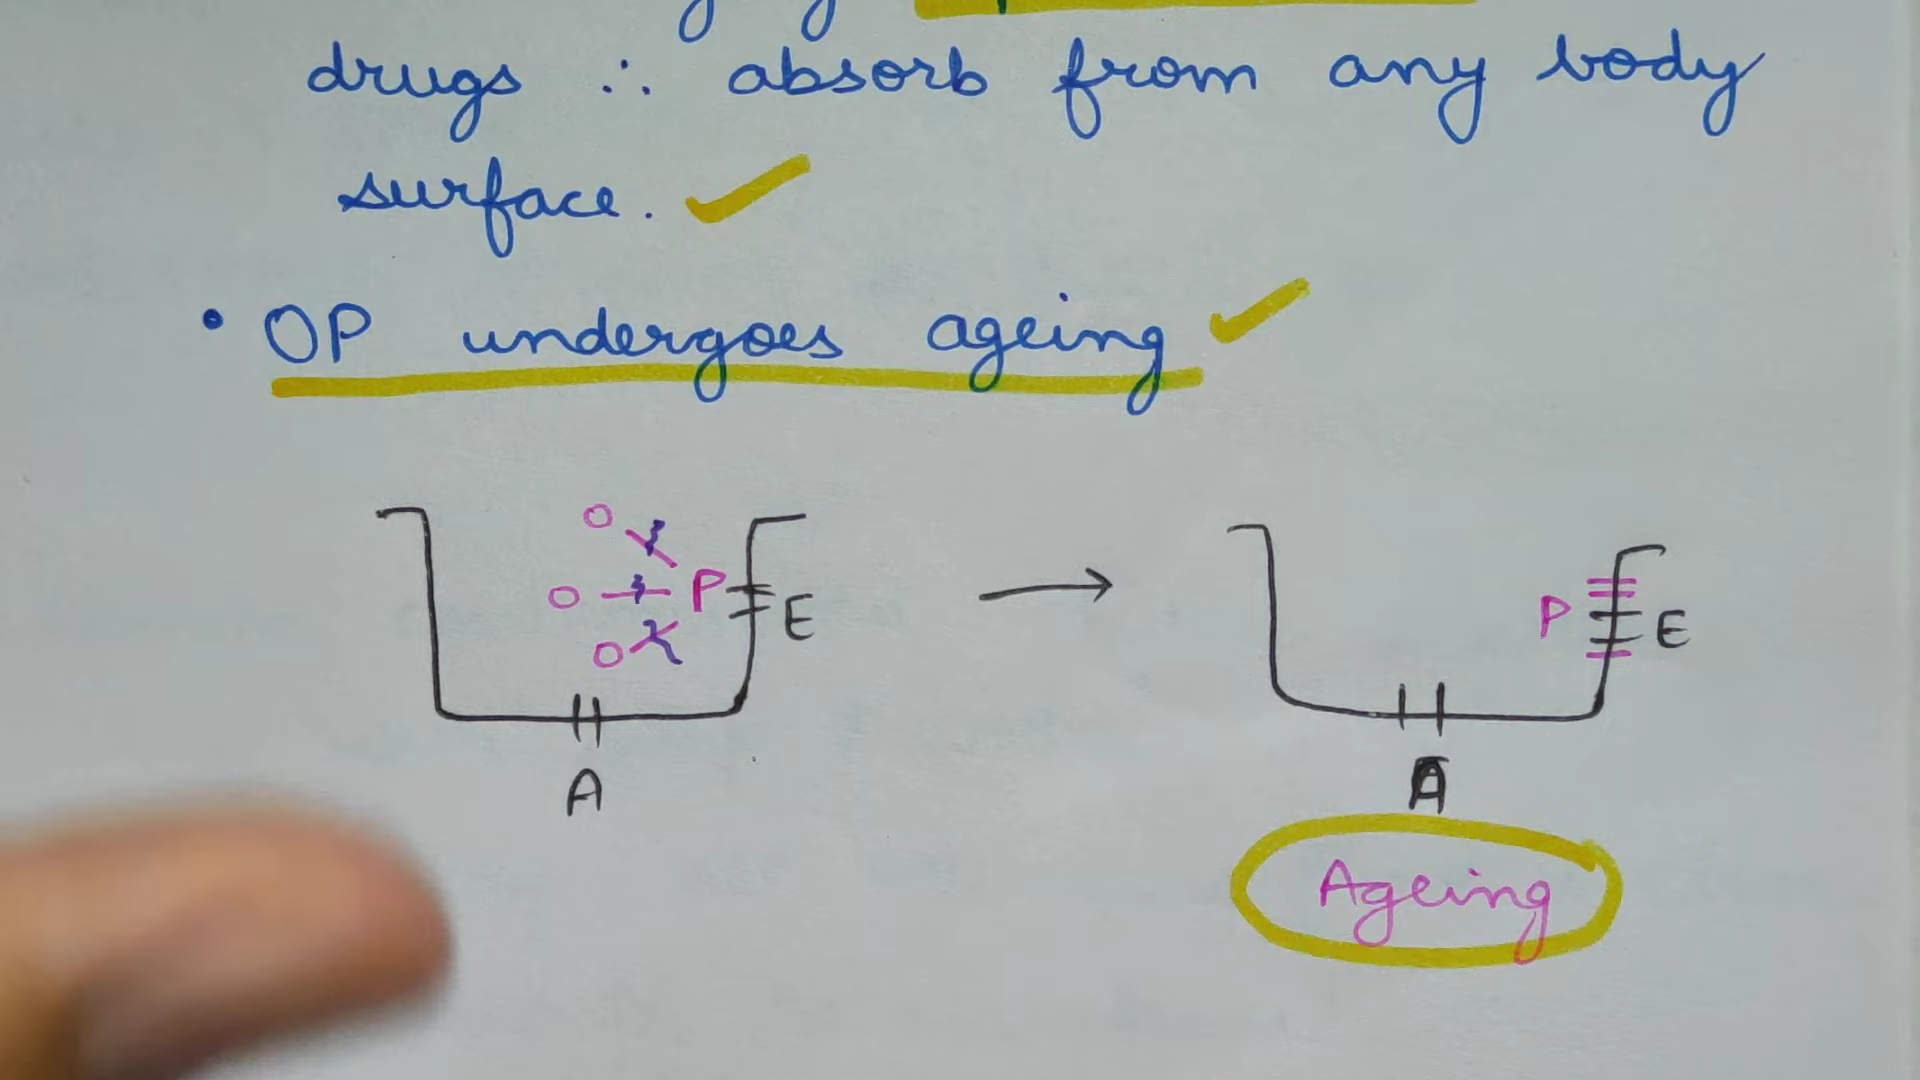 drugs ∴ absorb from any body
surface.
• OP undergoes ageing
O
O P E
O
A
P E
A
Ageing